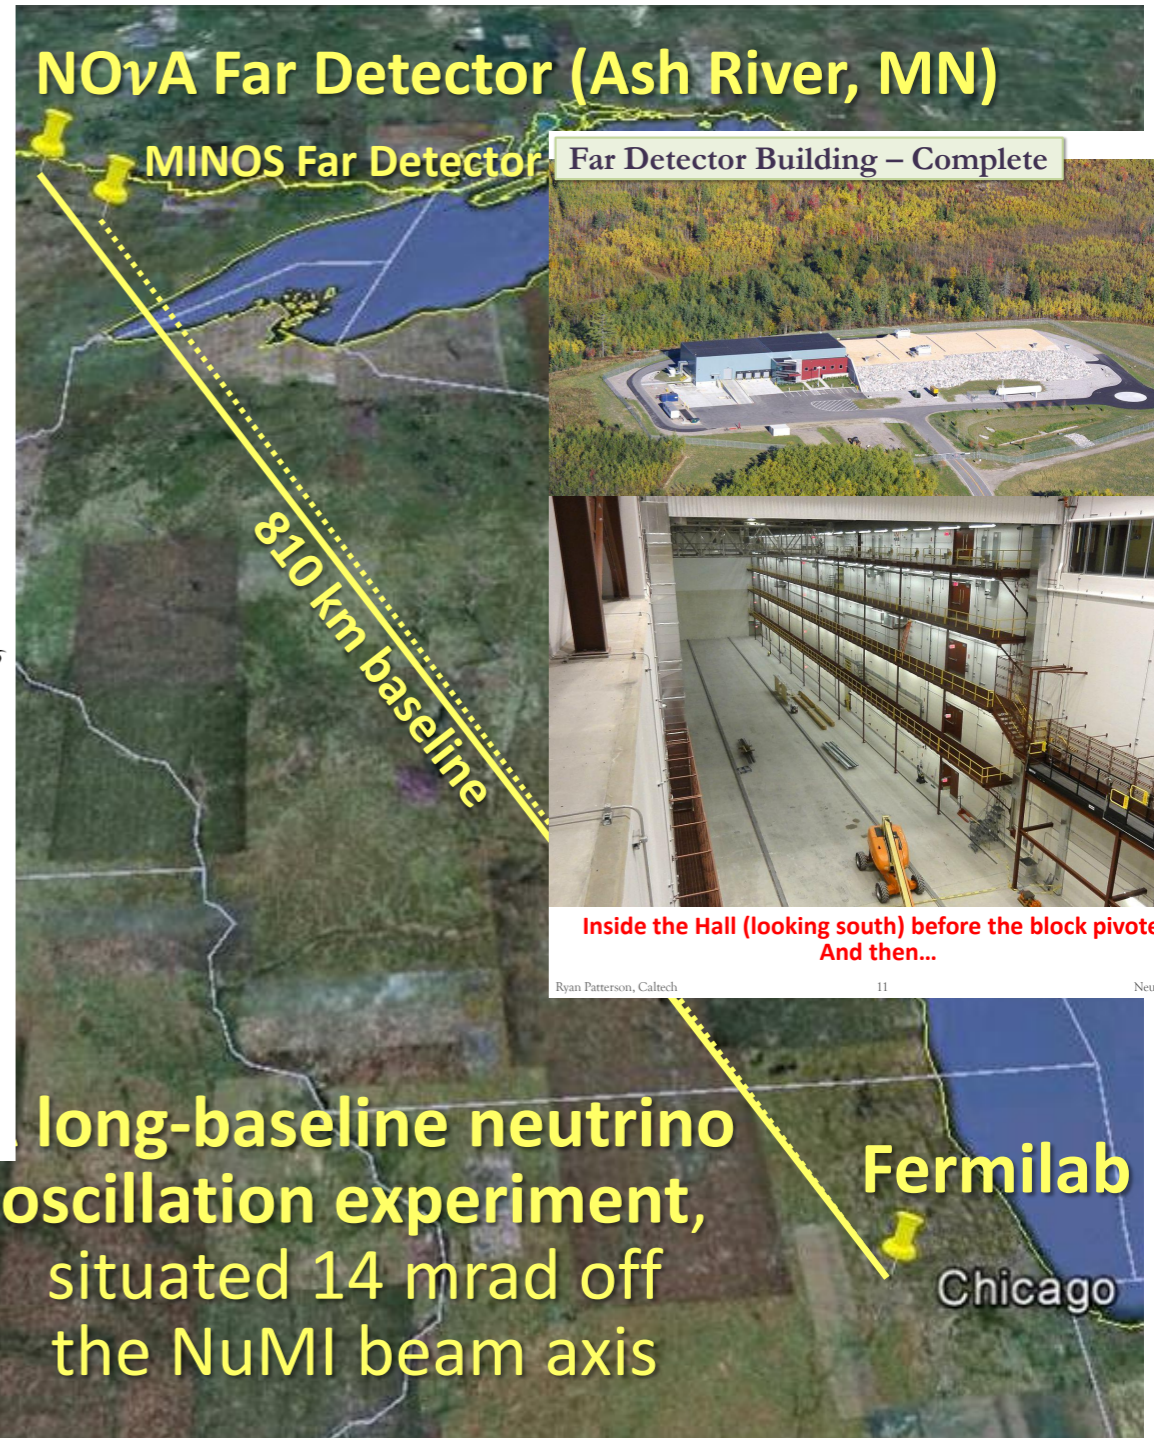 NOνA Far Detector (Ash River, MN)
MINOS Far Detector
Far Detector Building – Complete
810 km baseline
Inside the Hall (looking south) before the block pivote
And then…
Ryan Patterson, Caltech
11
Neu
long-baseline neutrino
oscillation experiment,
situated 14 mrad off
the NuMI beam axis
Fermilab
Chicago